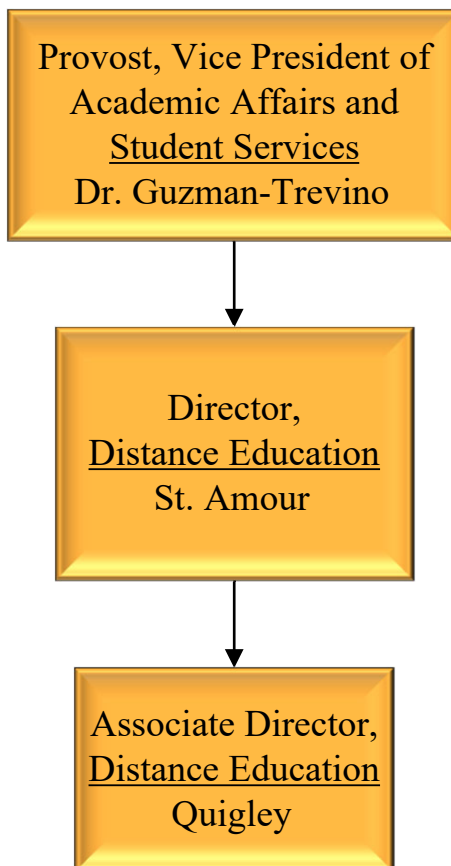 Provost, Vice President of
Academic Affairs and
Student Services
Dr. Guzman-Trevino
Director,
Distance Education
St. Amour
Associate Director,
Distance Education
Quigley